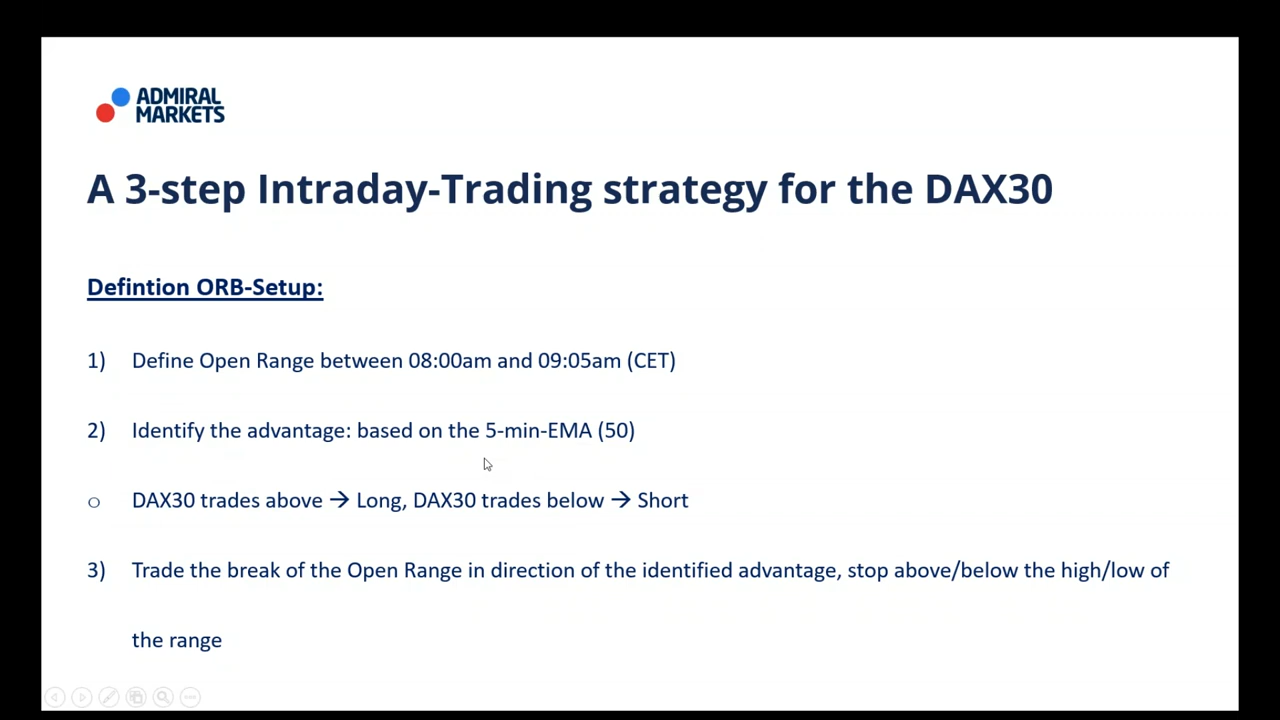 ADMIRAL
MARKETS
A 3-step Intraday-Trading strategy for the DAX30
Defintion ORB-Setup:
1) Define Open Range between 08:00am and 09:05am (CET)
2) Identify the advantage: based on the 5-min-EMA (50)
o DAX30 trades above → Long, DAX30 trades below → Short
3) Trade the break of the Open Range in direction of the identified advantage, stop above/below the high/low of
the range